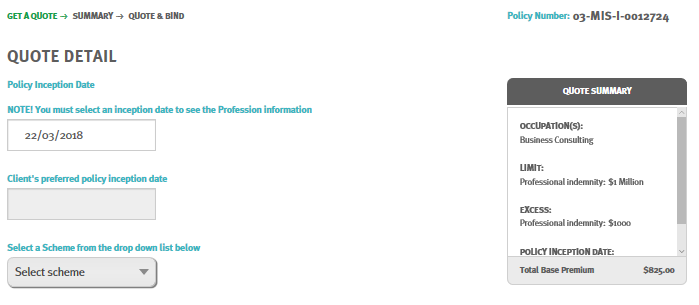 GET A QUOTE → SUMMARY → QUOTE & BIND
Policy Number: 03-MIS-I-0012724
QUOTE DETAIL
Policy Inception Date
NOTE! You must select an inception date to see the Profession information
22/03/2018
Client's preferred policy inception date
Select a Scheme from the drop down list below
Select scheme
QUOTE SUMMARY
OCCUPATION(S):
Business Consulting
LIMIT:
Professional indemnity: $1 Million
EXCESS:
Professional indemnity: $1000
POLICY INCEPTION DATE:
Total Base Premium $825.00